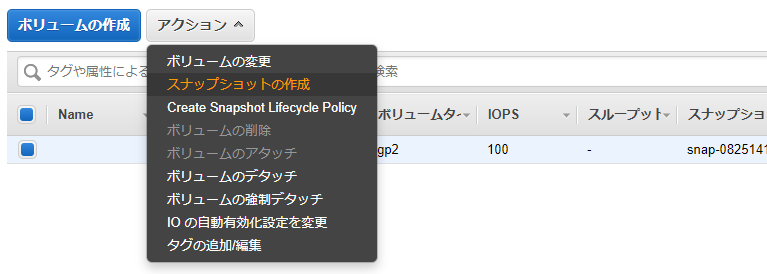 ボリュームの作成 アクション
ボリュームの変更
タグや属性による 検索
スナップショットの作成
Create Snapshot Lifecycle Policy
Name ボリュームタ IOPS スループット スナップショ
ボリュームの削除
ボリュームのアタッチ
gp2 100 - snap-0825141
ボリュームのデタッチ
ボリュームの強制デタッチ
IO の自動有効化設定を変更
タグの追加/編集